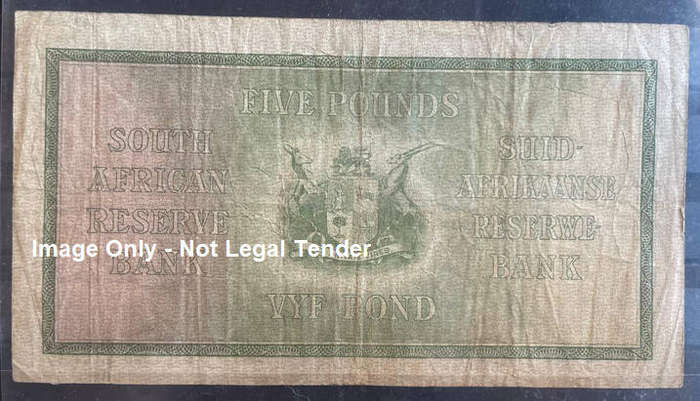 FIVE POUNDS
SOUTH
AFRICAN
RESERVE
BANK
SUID-
AFRIKAANSE
RESERWE-
BANK
VYF POND
Image Only - Not Legal Tender